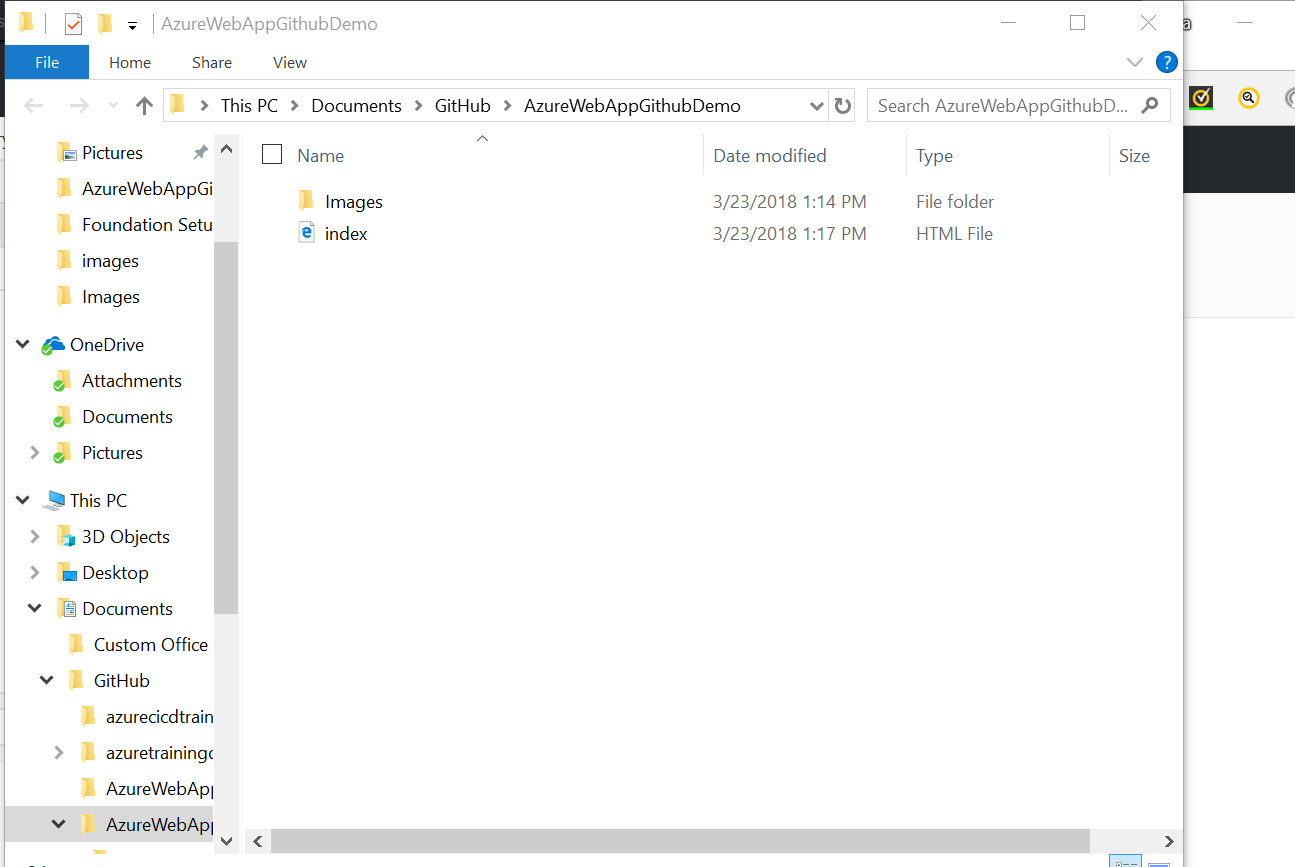 AzureWebAppGithubDemo
File Home Share View
?
This PC > Documents > GitHub > AzureWebAppGithubDemo
Search AzureWebAppGithubD...
Pictures
AzureWebAppGi
Foundation Setu
images
Images
OneDrive
Attachments
Documents
Pictures
This PC
3D Objects
Desktop
Documents
Custom Office
GitHub
azurecicdtrain
azuretraining
AzureWebApp
AzureWebApp
Name Date modified Type Size
Images 3/23/2018 1:14 PM File folder
index 3/23/2018 1:17 PM HTML File